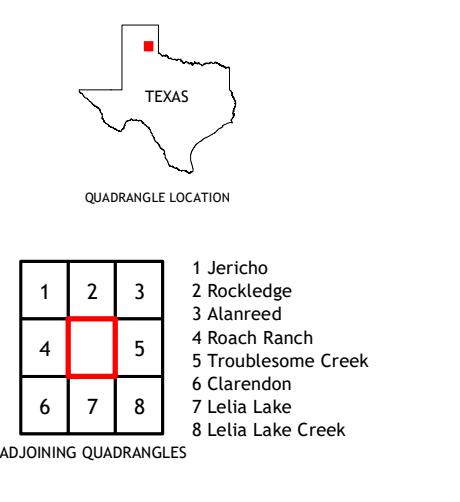 TEXAS
QUADRANGLE LOCATION
1 2 3
4 5
6 7 8
1 Jericho
2 Rockledge
3 Alanreed
4 Roach Ranch
5 Troublesome Creek
6 Clarendon
7 Lelia Lake
8 Lelia Lake Creek
ADJOINING QUADRANGLES